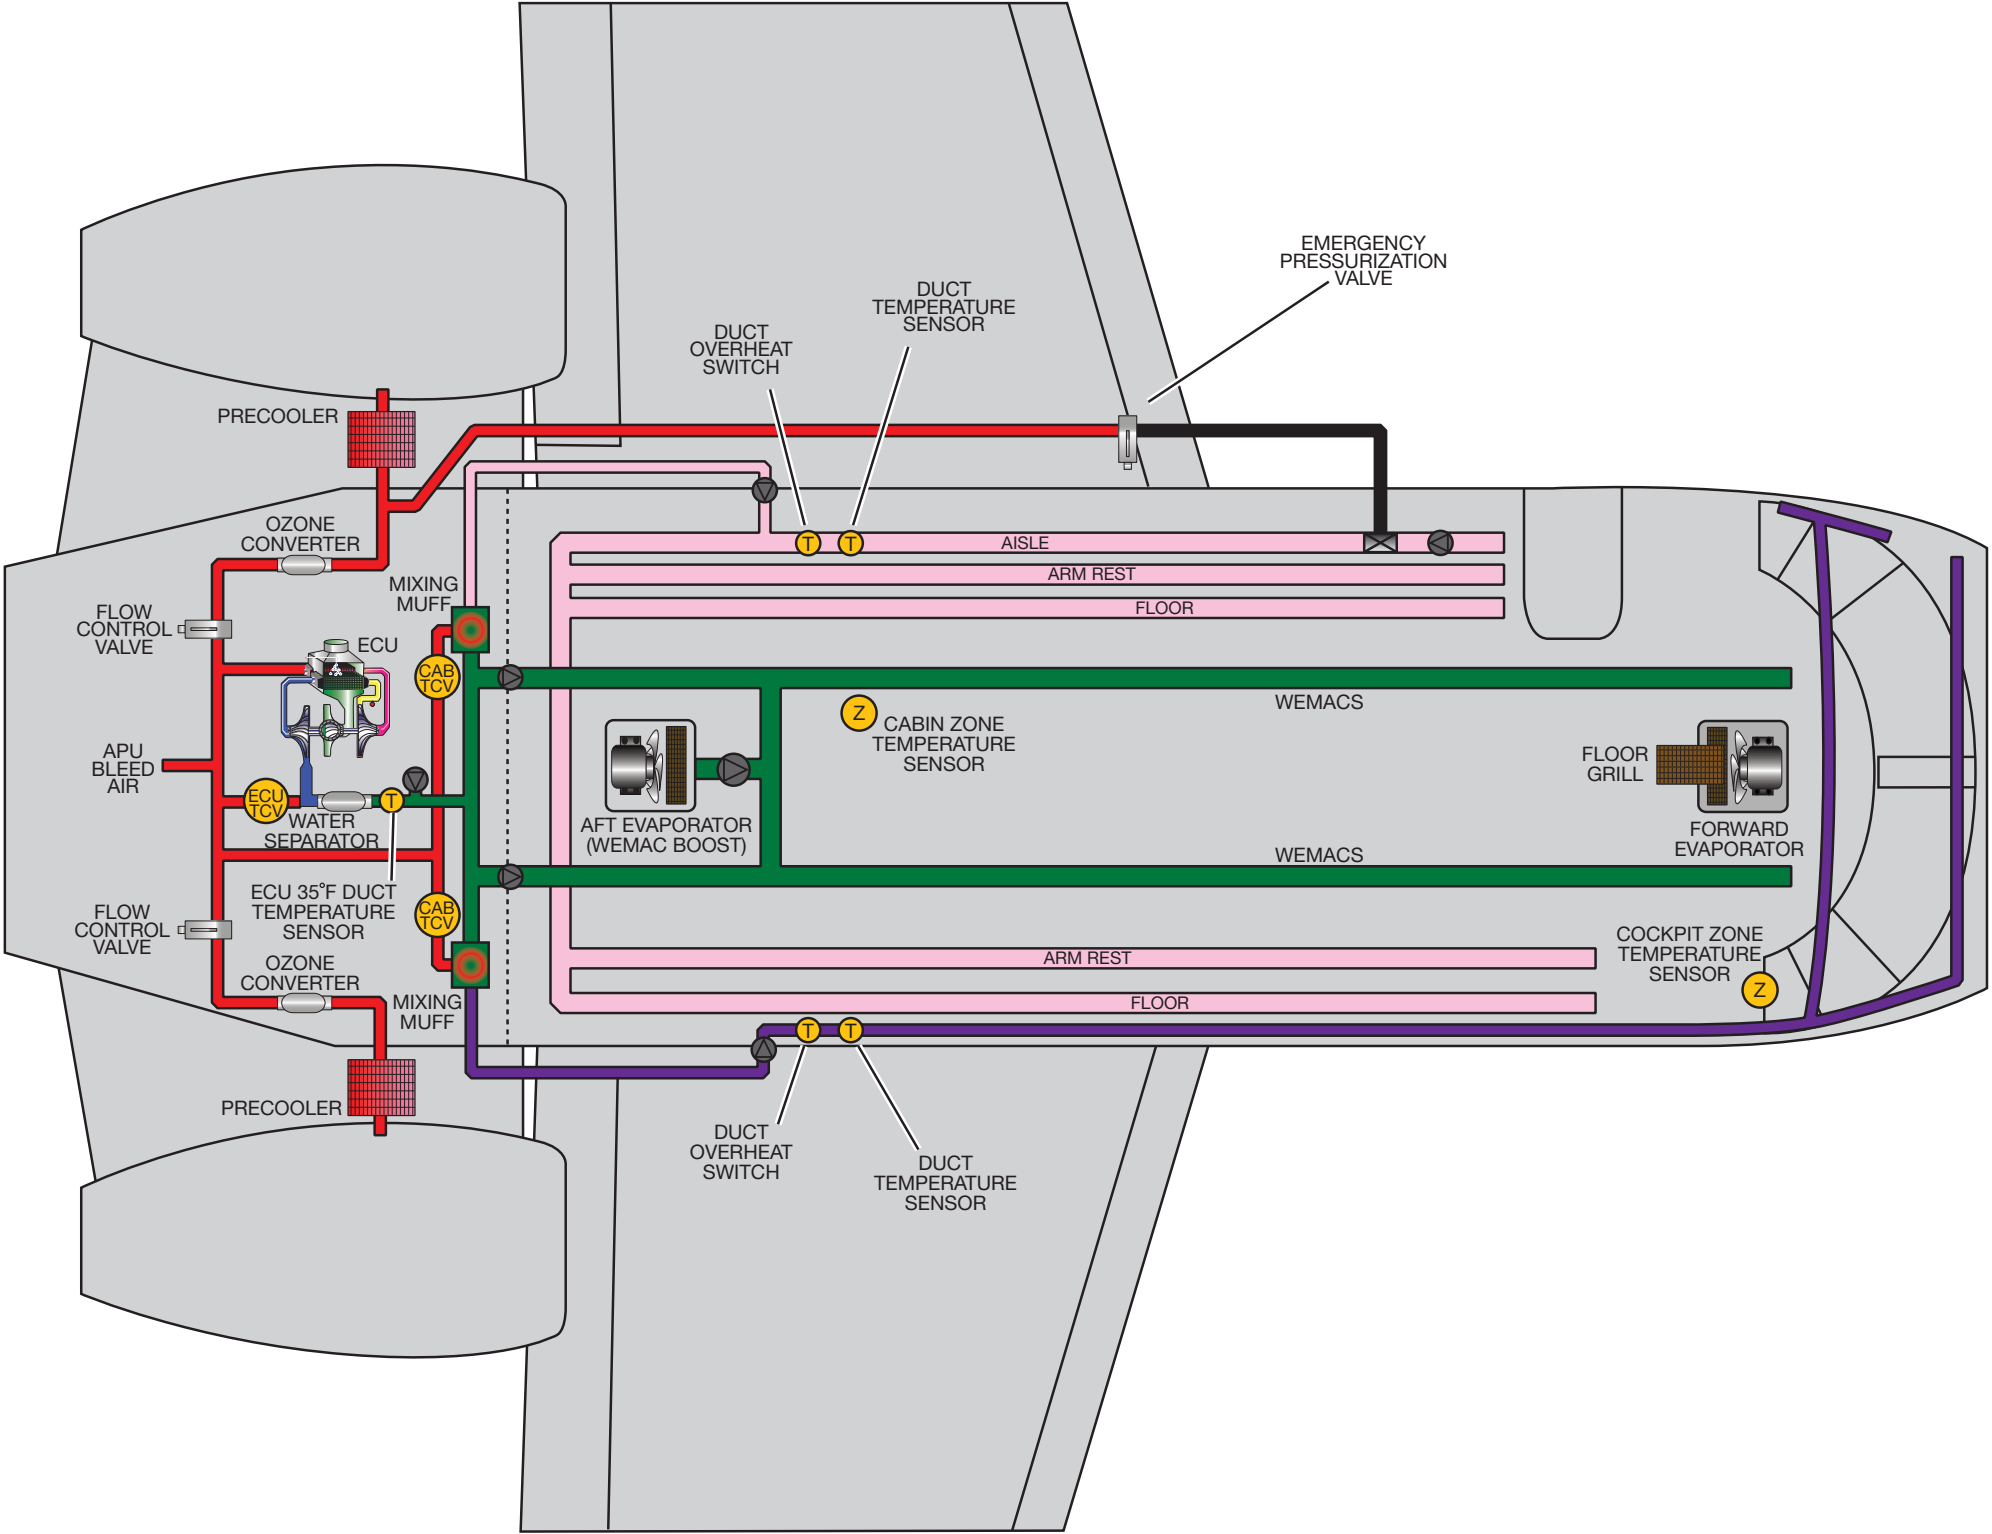 EMERGENCY
PRESSURIZATION
VALVE
DUCT
TEMPERATURE
SENSOR
DUCT
OVERHEAT
SWITCH
PRECOOLER
OZONE
CONVERTER
T
T
AISLE
MIXING
MUFF
ARM REST
FLOOR
FLOW
CONTROL
VALVE
ECU
CAB
TCV
WEMACS
Z
CABIN ZONE
TEMPERATURE
SENSOR
APU
BLEED
AIR
FLOOR
GRILL
ECU
TCV
T
WATER
SEPARATOR
AFT EVAPORATOR
(WEMAC BOOST)
FORWARD
EVAPORATOR
WEMACS
ECU 35°F DUCT
TEMPERATURE
SENSOR
CAB
TCV
FLOW
CONTROL
VALVE
COCKPIT ZONE
TEMPERATURE
SENSOR
Z
ARM REST
OZONE
CONVERTER
MIXING
MUFF
FLOOR
T
T
PRECOOLER
DUCT
OVERHEAT
SWITCH
DUCT
TEMPERATURE
SENSOR